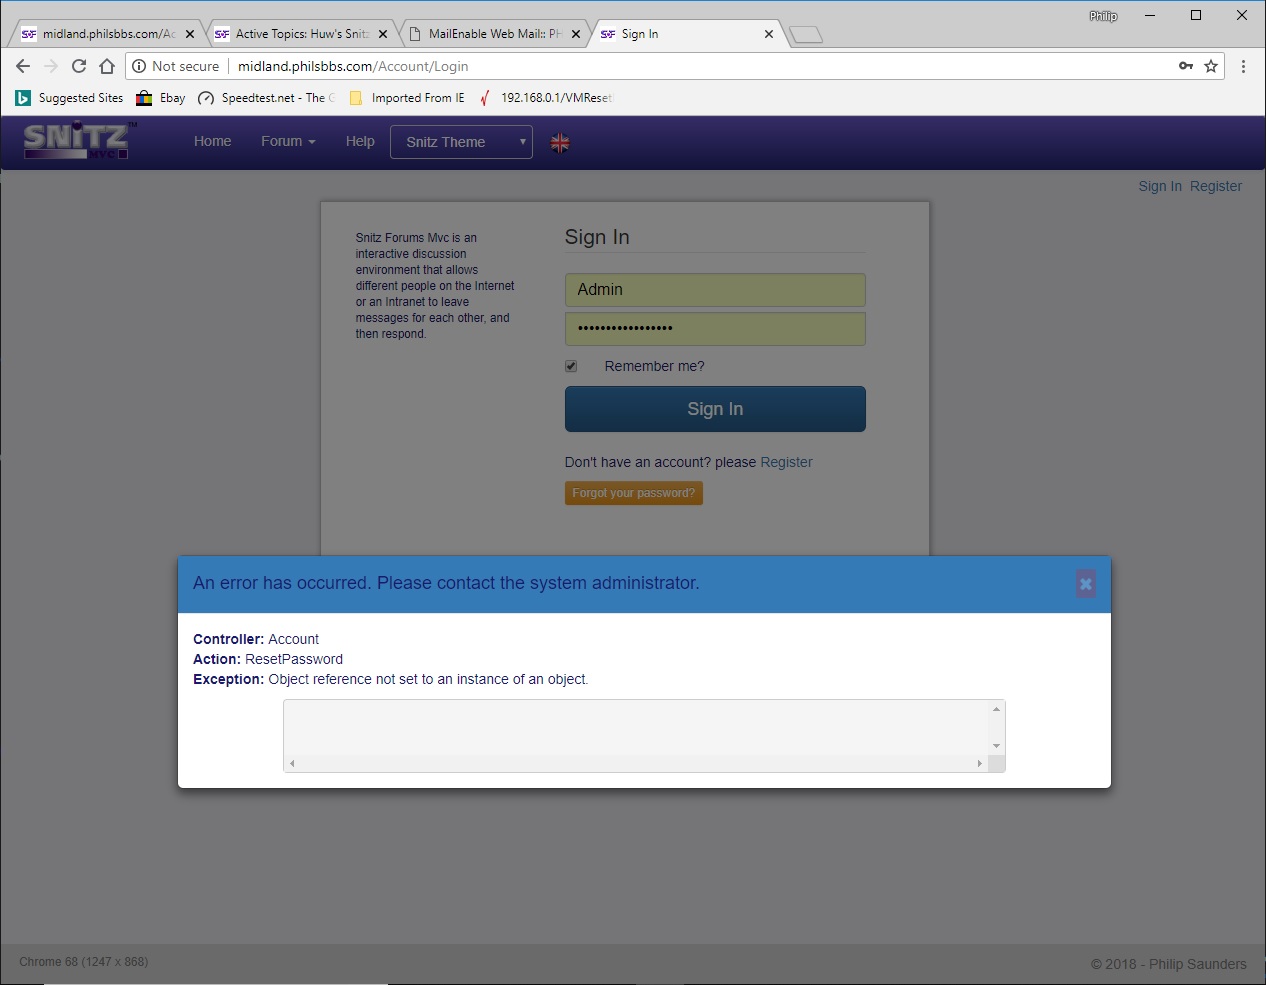 Philip
midland.philsbbs.com/Ac
Active Topics: Huw's Snitz
MailEnable Web Mail:: PH
Sign In
Not secure
midland.philsbbs.com/Account/Login
Suggested Sites
Ebay
Speedtest.net - The G
Imported From IE
192.168.0.1/VMReset
SNiTZ™
MVC
Home
Forum
Help
Snitz Theme
Sign In Register
Snitz Forums Mvc is an
interactive discussion
environment that allows
different people on the Internet
or an Intranet to leave
messages for each other, and
then respond.
Sign In
Admin
•••••••••••••••••
Remember me?
Sign In
Don't have an account? please Register
Forgot your password?
An error has occurred. Please contact the system administrator.
Controller: Account
Action: ResetPassword
Exception: Object reference not set to an instance of an object.
Chrome 68 (1247 x 868)
© 2018 - Philip Saunders